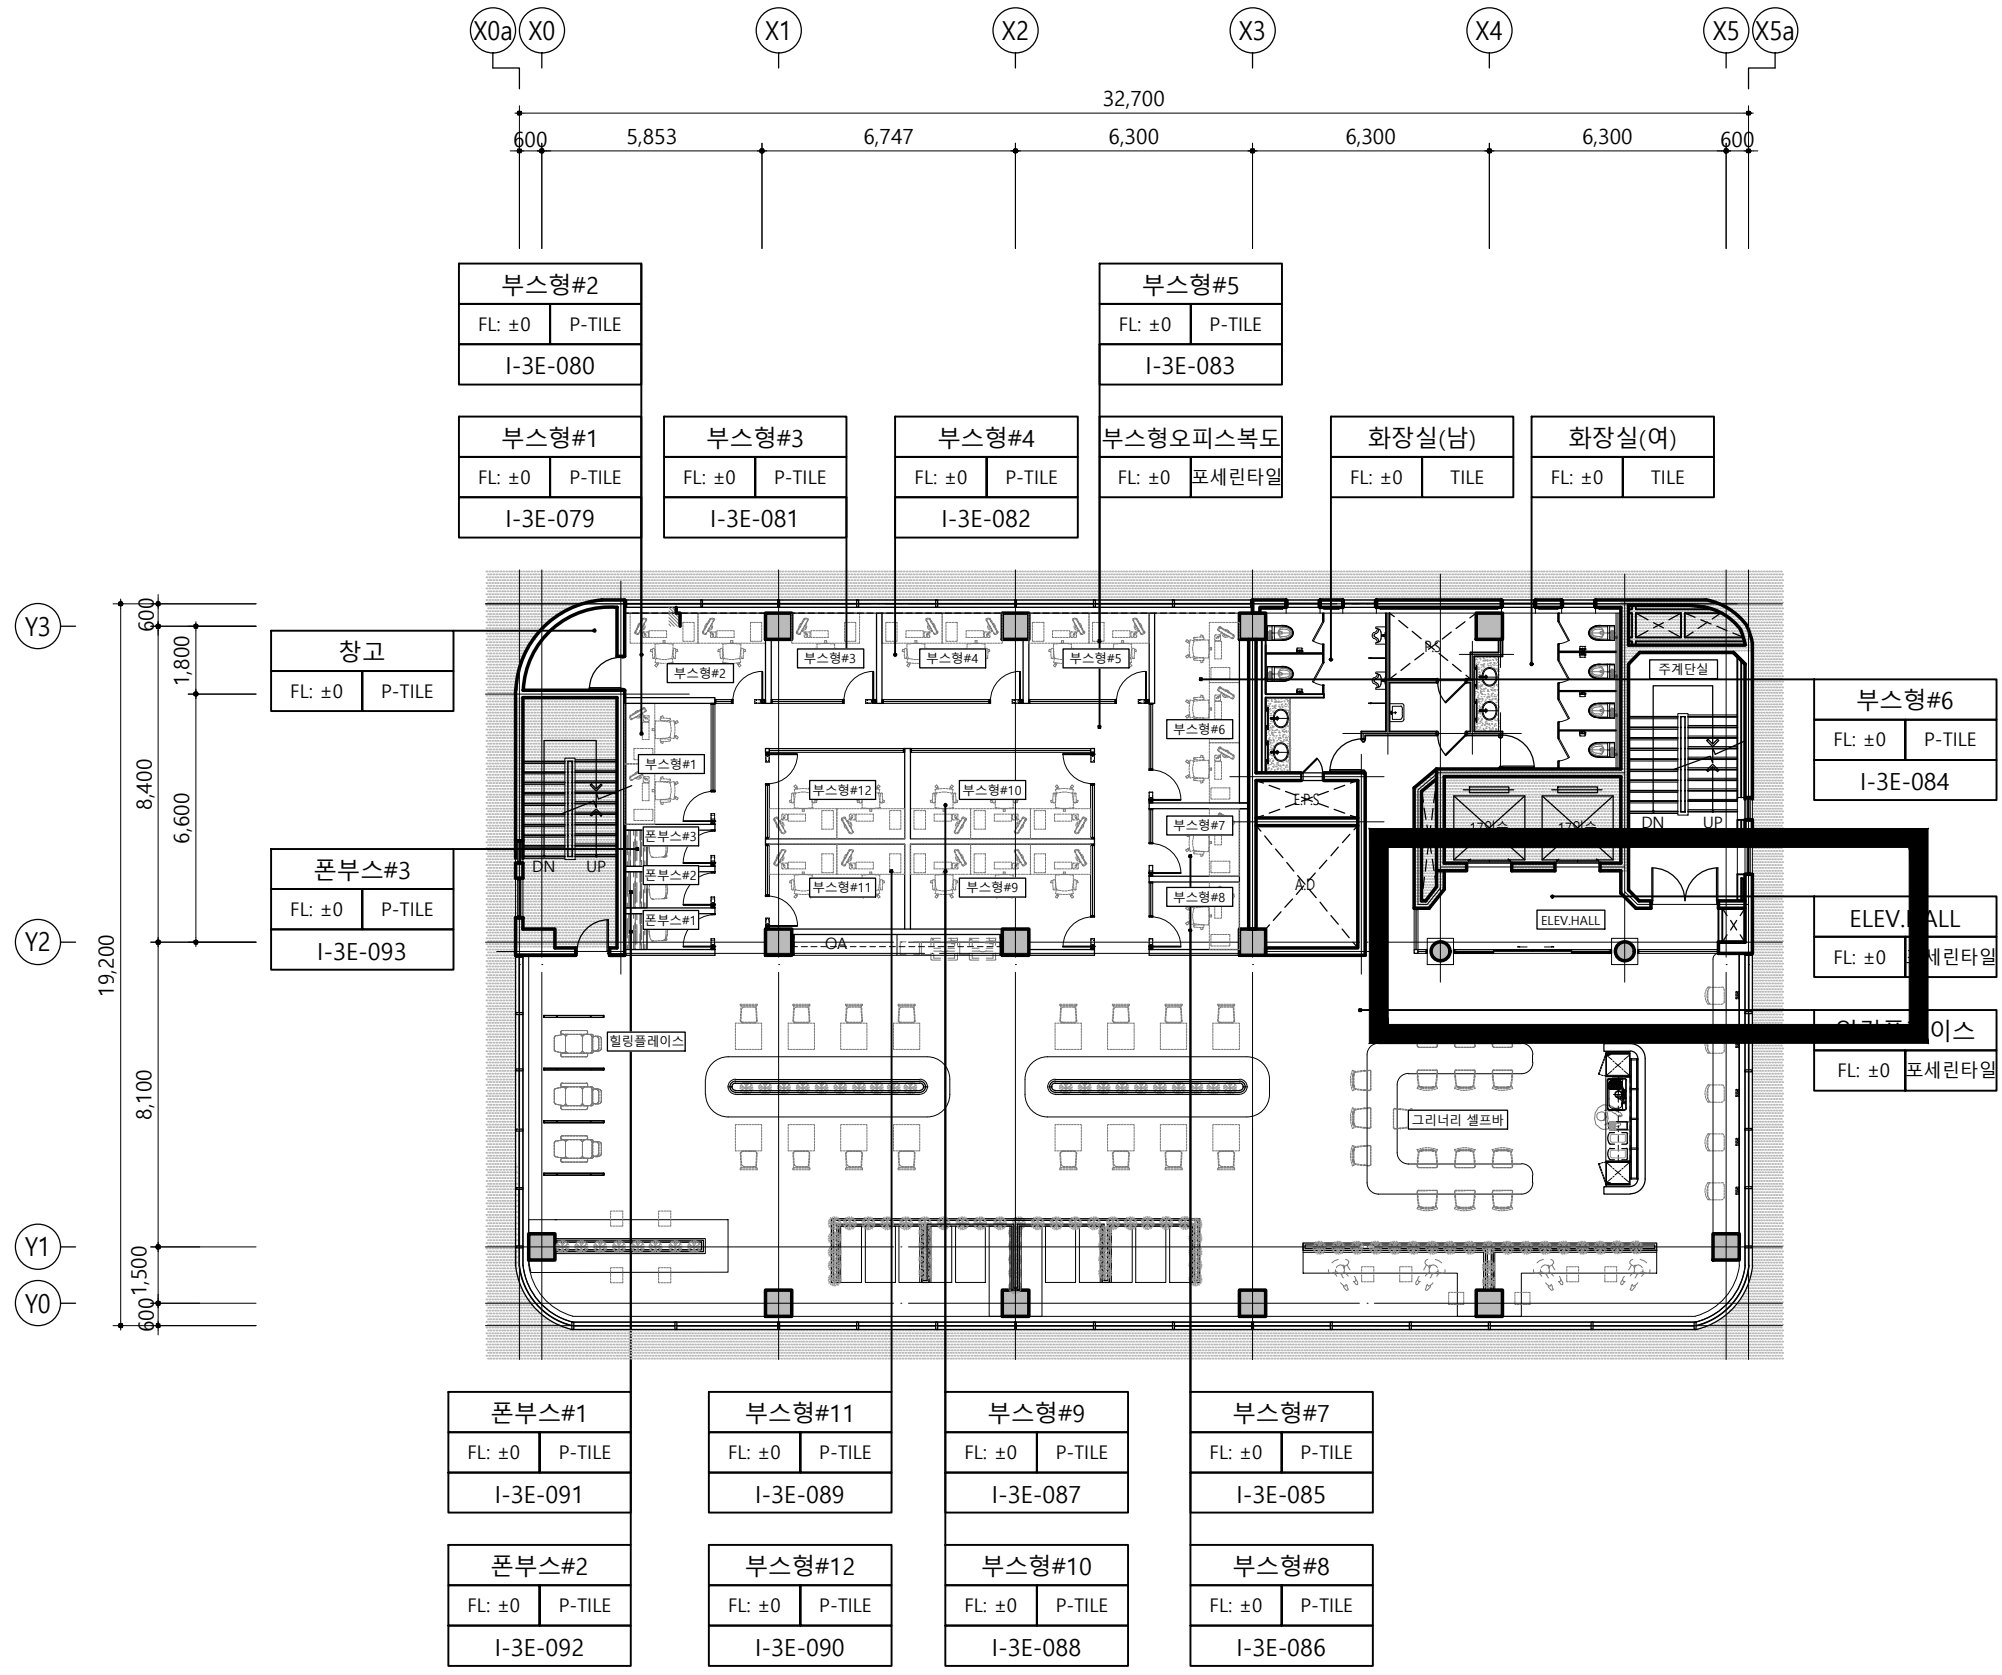 X0a X0 X1 X2 X3 X4 X5 X5a
32,700
600 5,853 6,747 6,300 6,300 6,300 600
부스형#2
FL: ±0 P-TILE
I-3E-080
부스형#5
FL: ±0 P-TILE
I-3E-083
부스형#1
FL: ±0 P-TILE
I-3E-079
부스형#3
FL: ±0 P-TILE
I-3E-081
부스형#4
FL: ±0 P-TILE
I-3E-082
부스형오피스복도
FL: ±0 포세린타일
화장실(남)
FL: ±0 TILE
화장실(여)
FL: ±0 TILE
Y3
Y2
Y1
Y0
19,200
600
1,800
8,400
6,600
8,100
1,500
600
창고
FL: ±0 P-TILE
폰부스#3
FL: ±0 P-TILE
I-3E-093
부스형#2
부스형#3
부스형#4
부스형#5
P.S
주계단실
부스형#1
부스형#6
부스형#12
부스형#10
E.P.S
폰부스#3
부스형#7
DN UP
DN UP
폰부스#2
부스형#11
부스형#9
부스형#8
A.D
폰부스#1
OA
ELEV.HALL
힐링플레이스
그리너리 셀프바
부스형#6
FL: ±0 P-TILE
I-3E-084
ELEV.HALL
FL: ±0 포세린타일
이스
FL: ±0 포세린타일
폰부스#1
FL: ±0 P-TILE
I-3E-091
부스형#11
FL: ±0 P-TILE
I-3E-089
부스형#9
FL: ±0 P-TILE
I-3E-087
부스형#7
FL: ±0 P-TILE
I-3E-085
폰부스#2
FL: ±0 P-TILE
I-3E-092
부스형#12
FL: ±0 P-TILE
I-3E-090
부스형#10
FL: ±0 P-TILE
I-3E-088
부스형#8
FL: ±0 P-TILE
I-3E-086